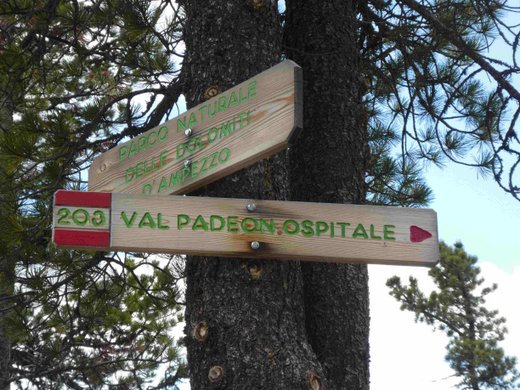 PARCO NATURALE
DELLE DOLOMITI
D'AMPEZZO
203 VAL PADEON OSPITALE